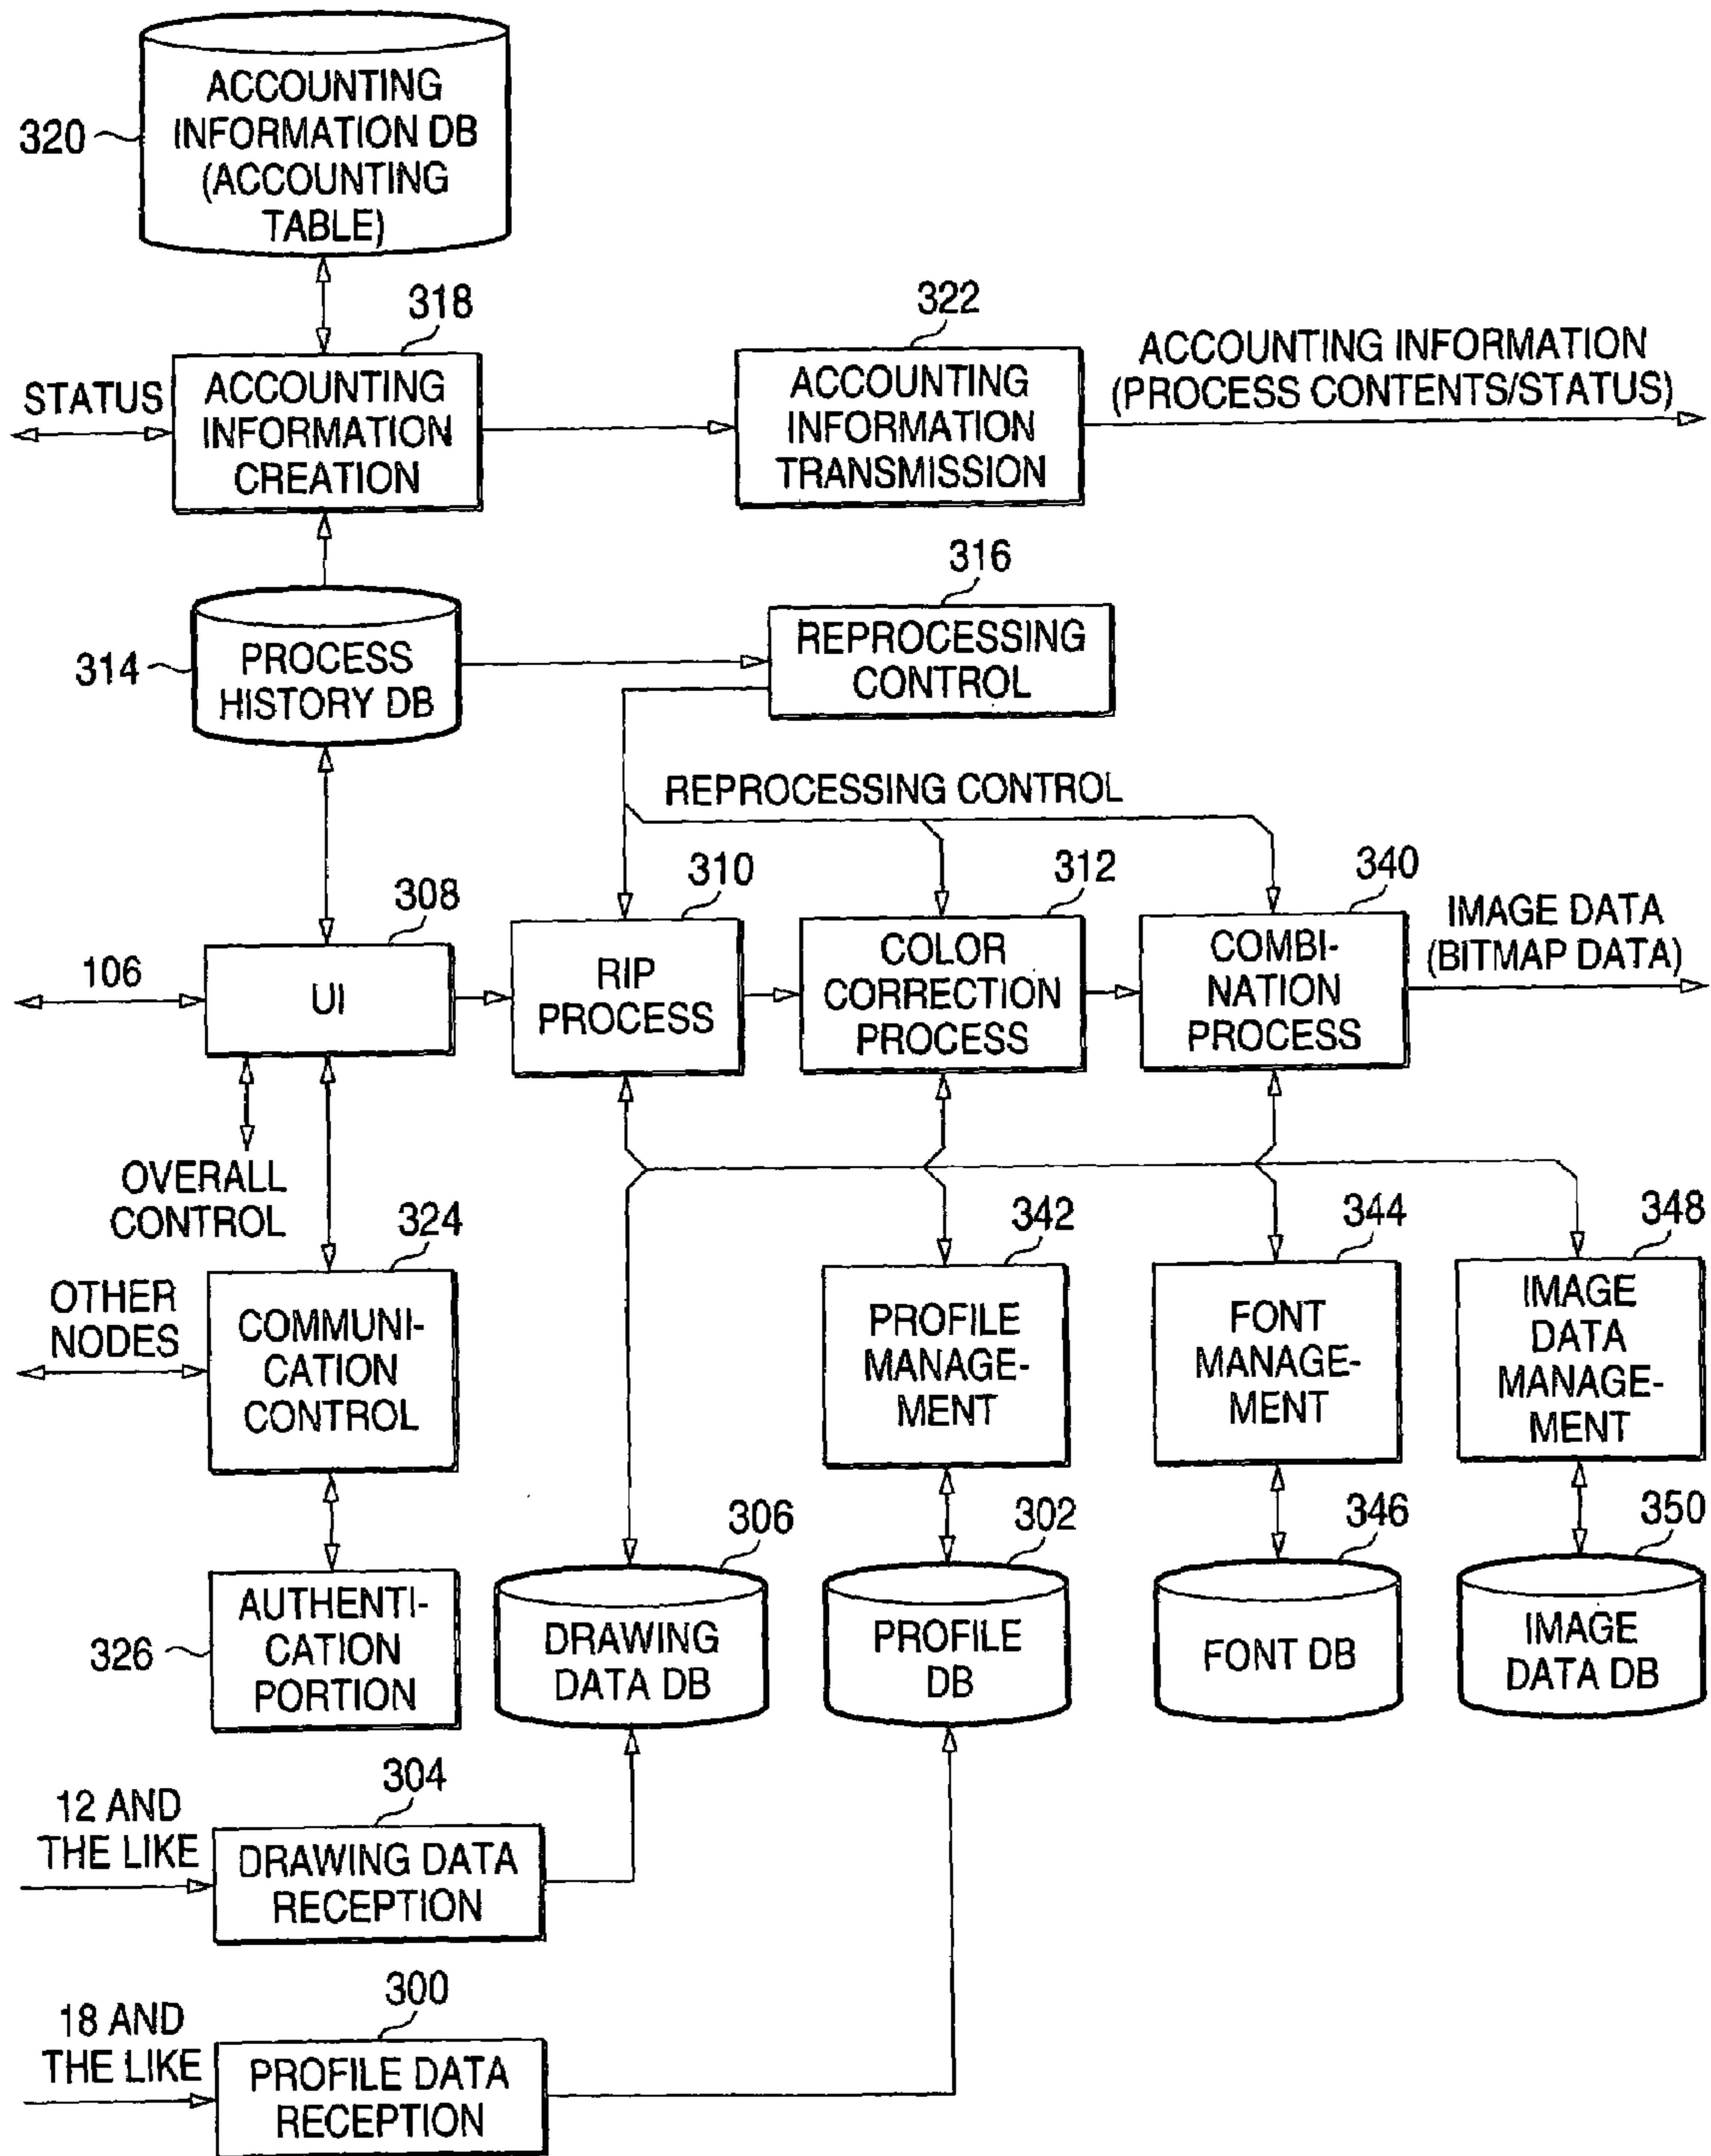 320
ACCOUNTING
INFORMATION DB
(ACCOUNTING
TABLE)
318
STATUS
ACCOUNTING
INFORMATION
CREATION
322
ACCOUNTING
INFORMATION
TRANSMISSION
ACCOUNTING INFORMATION
(PROCESS CONTENTS/STATUS)
314
PROCESS
HISTORY DB
316
REPROCESSING
CONTROL
REPROCESSING CONTROL
308
106
UI
310
RIP
PROCESS
312
COLOR
CORRECTION
PROCESS
340
COMBI-
NATION
PROCESS
IMAGE DATA
(BITMAP DATA)
OVERALL
CONTROL
324
OTHER
NODES
COMMUNI-
CATION
CONTROL
342
PROFILE
MANAGE-
MENT
344
FONT
MANAGE-
MENT
348
IMAGE
DATA
MANAGE-
MENT
326
AUTHENTI-
CATION
PORTION
306
DRAWING
DATA DB
302
PROFILE
DB
346
FONT DB
350
IMAGE
DATA DB
304
12 AND
THE LIKE
DRAWING DATA
RECEPTION
300
18 AND
THE LIKE
PROFILE DATA
RECEPTION